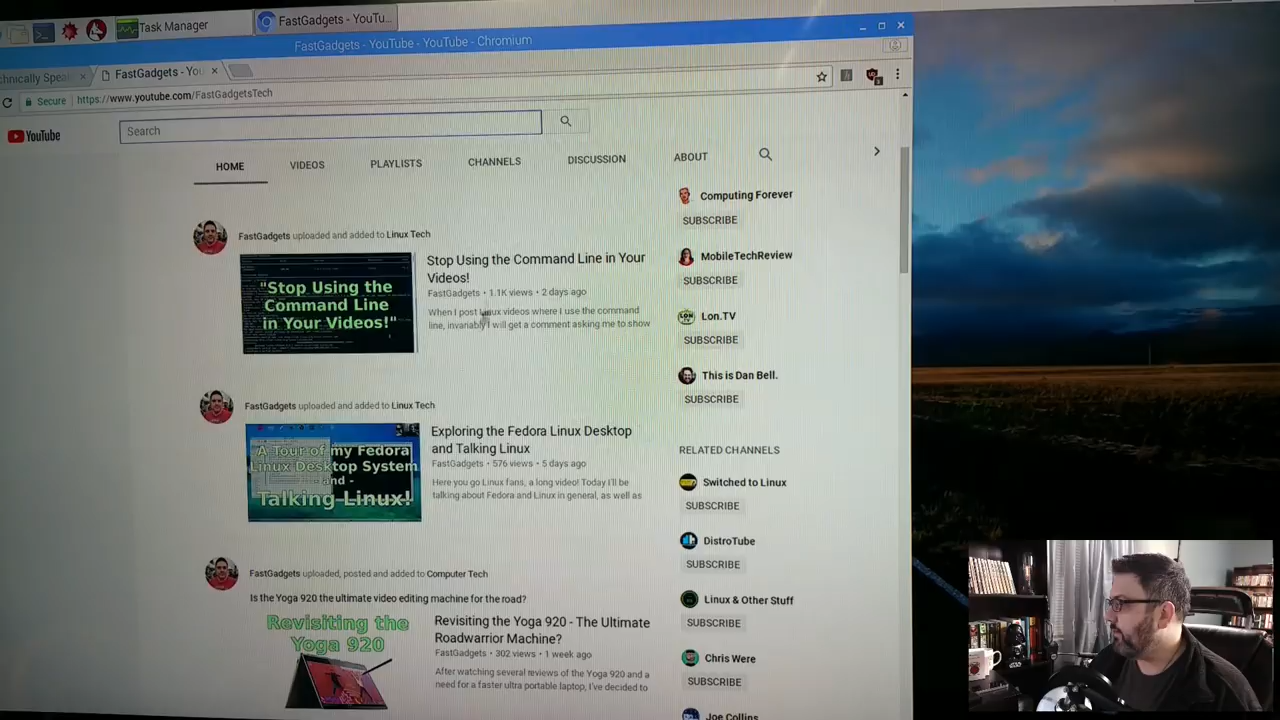 Task Manager
FastGadgets - YouTu...
FastGadgets - YouTube - YouTube - Chromium
chnically Spea
FastGadgets - You
Secure
https://www.youtube.com/FastGadgetsTech
YouTube
Search
HOME
VIDEOS
PLAYLISTS
CHANNELS
DISCUSSION
ABOUT
FastGadgets uploaded and added to Linux Tech
"Stop Using the
Command Line
in Your Videos!"
Stop Using the Command Line in Your
Videos!
FastGadgets • 1.1K views • 2 days ago
When I post Linux videos where I use the command
line, invariably I will get a comment asking me to show
FastGadgets uploaded and added to Linux Tech
A Tour of my Fedora
Linux Desktop System
- and -
Talking Linux!
Exploring the Fedora Linux Desktop
and Talking Linux
FastGadgets • 576 views • 5 days ago
Here you go Linux fans, a long video! Today I'll be
talking about Fedora and Linux in general, as well as
FastGadgets uploaded, posted and added to Computer Tech
Is the Yoga 920 the ultimate video editing machine for the road?
Revisiting the
Yoga 920
Revisiting the Yoga 920 - The Ultimate
Roadwarrior Machine?
FastGadgets • 302 views • 1 week ago
After watching several reviews of the Yoga 920 and a
need for a faster ultra portable laptop, I've decided to
Computing Forever
SUBSCRIBE
MobileTechReview
SUBSCRIBE
LON
Lon.TV
SUBSCRIBE
This is Dan Bell.
SUBSCRIBE
RELATED CHANNELS
Switched to Linux
SUBSCRIBE
DistroTube
SUBSCRIBE
Linux & Other Stuff
SUBSCRIBE
Chris Were
SUBSCRIBE
Joe Collins